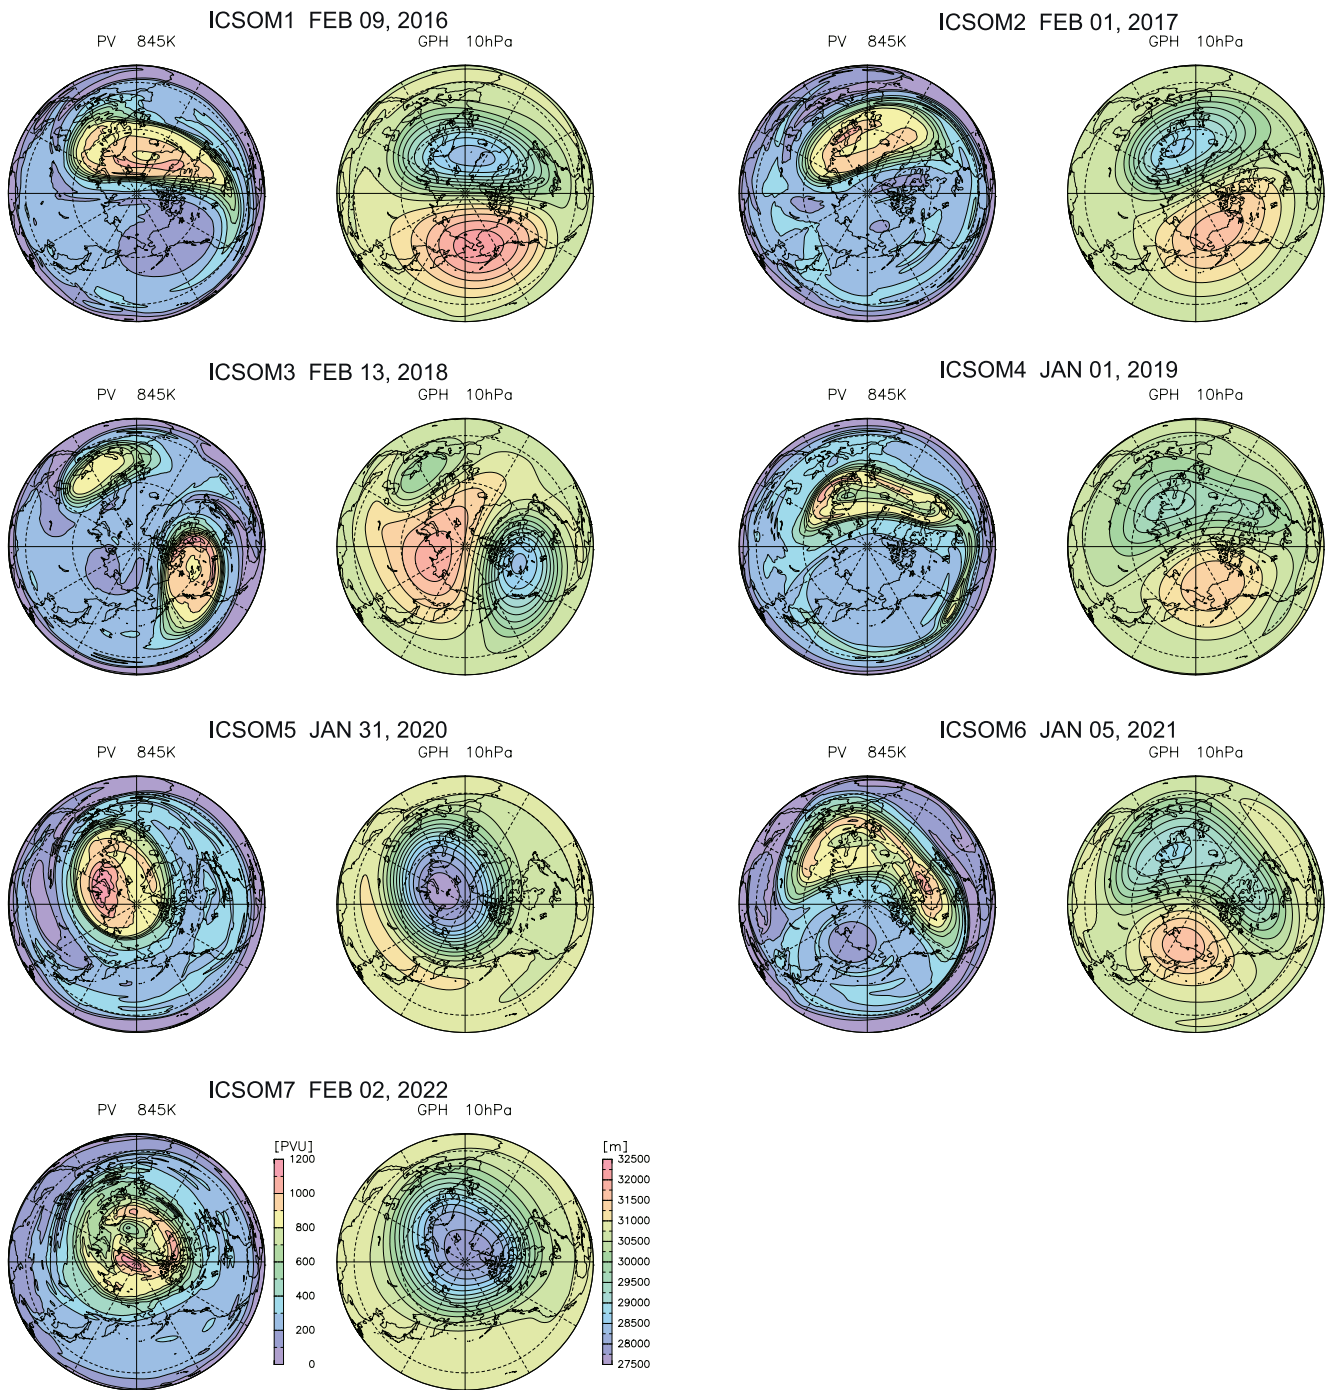 ICSOM1 FEB 09, 2016
PV 845K
GPH 10hPa
ICSOM2 FEB 01, 2017
PV 845K
GPH 10hPa
ICSOM3 FEB 13, 2018
PV 845K
GPH 10hPa
ICSOM4 JAN 01, 2019
PV 845K
GPH 10hPa
ICSOM5 JAN 31, 2020
PV 845K
GPH 10hPa
ICSOM6 JAN 05, 2021
PV 845K
GPH 10hPa
ICSOM7 FEB 02, 2022
PV 845K
GPH 10hPa
[PVU]
1200
1000
800
600
400
200
0
[m]
32500
32000
31500
31000
30500
30000
29500
29000
28500
28000
27500